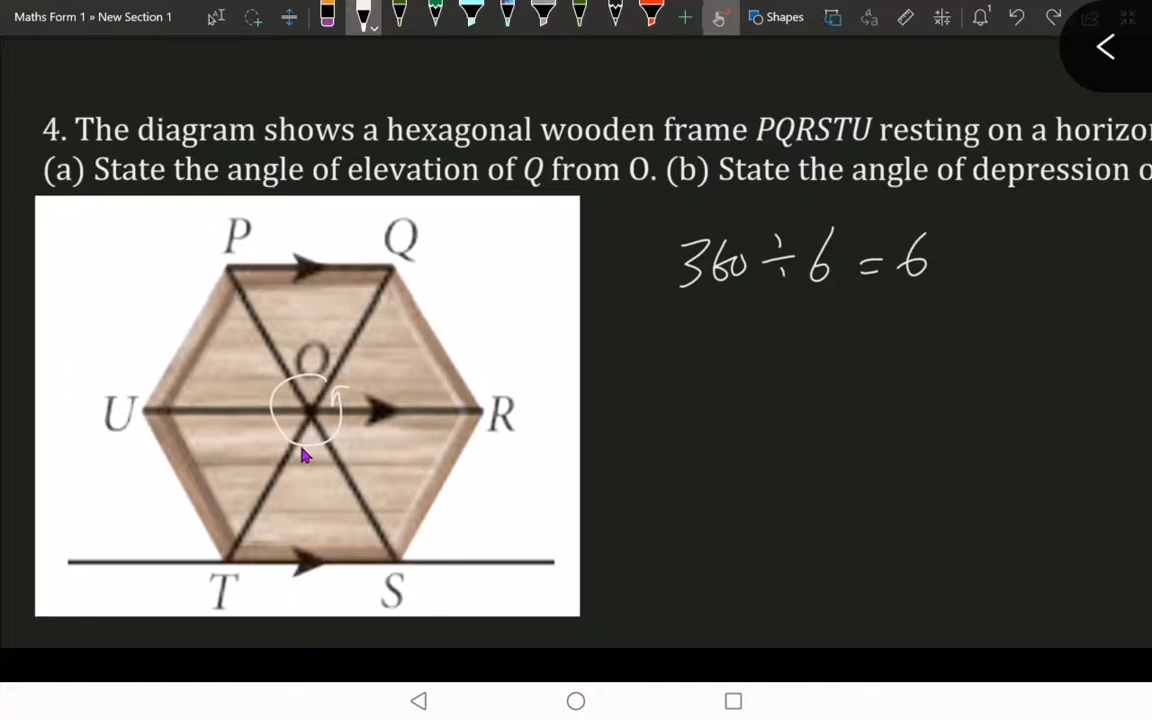 Maths Form 1 » New Section 1
Shapes
1
4. The diagram shows a hexagonal wooden frame PQRSTU resting on a
(a) State the angle of elevation of Q from O. (b) State the angle of depression
P Q
360 ÷ 6 = 6
O
U R
T S